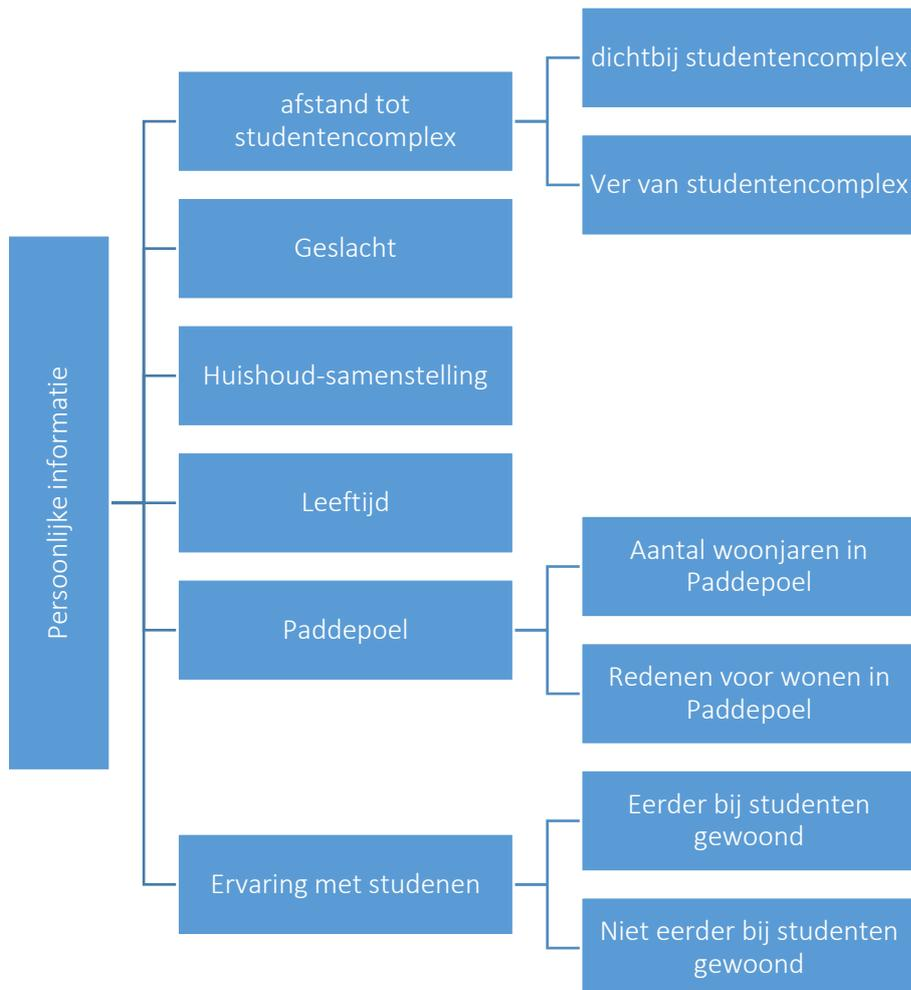 Persoonlijke informatie
afstand tot
studentencomplex
dichtbij studentencomplex
Ver van studentencomplex
Geslacht
Huishoud-samenstelling
Leeftijd
Paddepoel
Aantal woonjaren in
Paddepoel
Redenen voor wonen in
Paddepoel
Ervaring met studenen
Eerder bij studenten
gewoond
Niet eerder bij studenten
gewoond